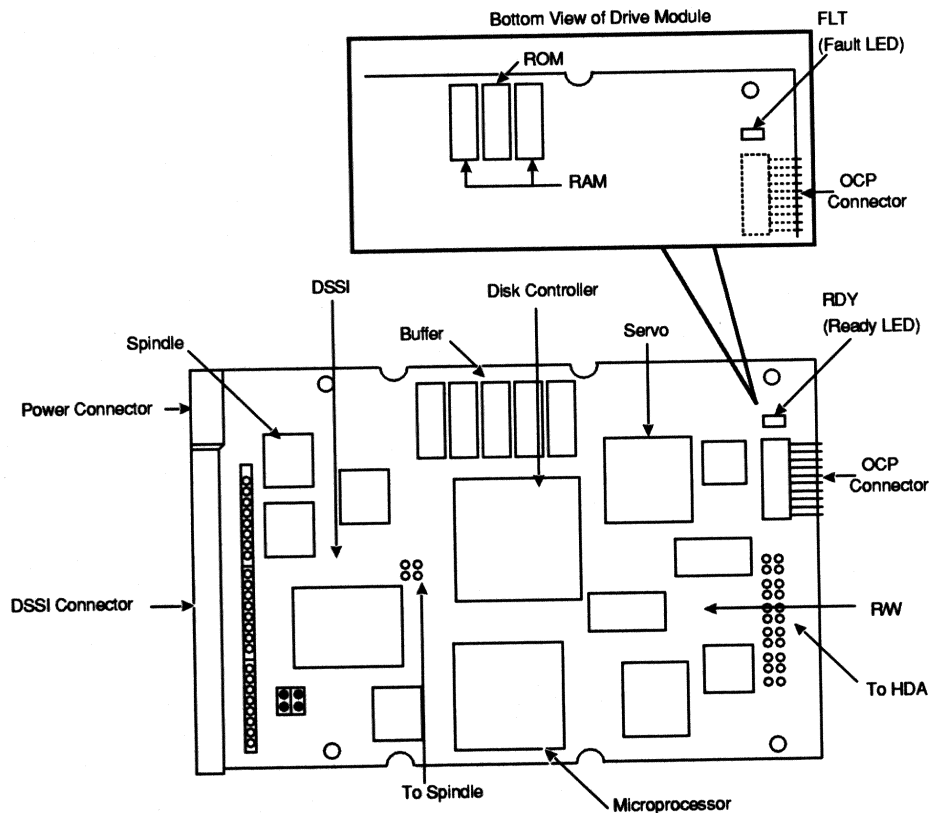 Bottom View of Drive Module
FLT
(Fault LED)
ROM
RAM
OCP
Connector
DSSI
Disk Controller
RDY
(Ready LED)
Buffer
Servo
Spindle
Power Connector
OCP
Connector
DSSI Connector
R/W
To HDA
To Spindle
Microprocessor